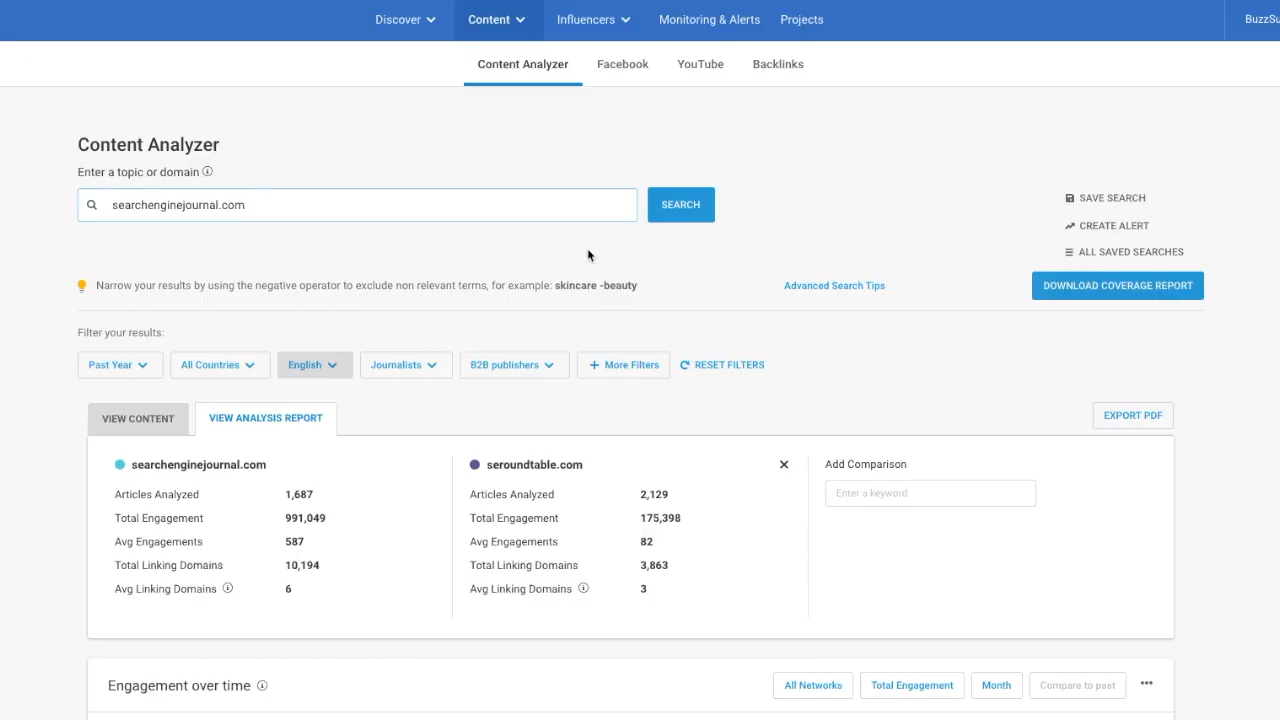 Discover Content Influencers Monitoring & Alerts Projects BuzzSu
Content Analyzer Facebook YouTube Backlinks
Content Analyzer
Enter a topic or domain
searchenginejournal.com SEARCH
SAVE SEARCH
CREATE ALERT
ALL SAVED SEARCHES
Narrow your results by using the negative operator to exclude non relevant terms, for example: skincare -beauty Advanced Search Tips DOWNLOAD COVERAGE REPORT
Filter your results:
Past Year All Countries English Journalists B2B publishers + More Filters RESET FILTERS
VIEW CONTENT VIEW ANALYSIS REPORT EXPORT PDF
searchenginejournal.com seroundtable.com Add Comparison
Articles Analyzed 1,687 Articles Analyzed 2,129 Enter a keyword
Total Engagement 991,049 Total Engagement 175,398
Avg Engagements 587 Avg Engagements 82
Total Linking Domains 10,194 Total Linking Domains 3,863
Avg Linking Domains 6 Avg Linking Domains 3
Engagement over time All Networks Total Engagement Month Compare to past